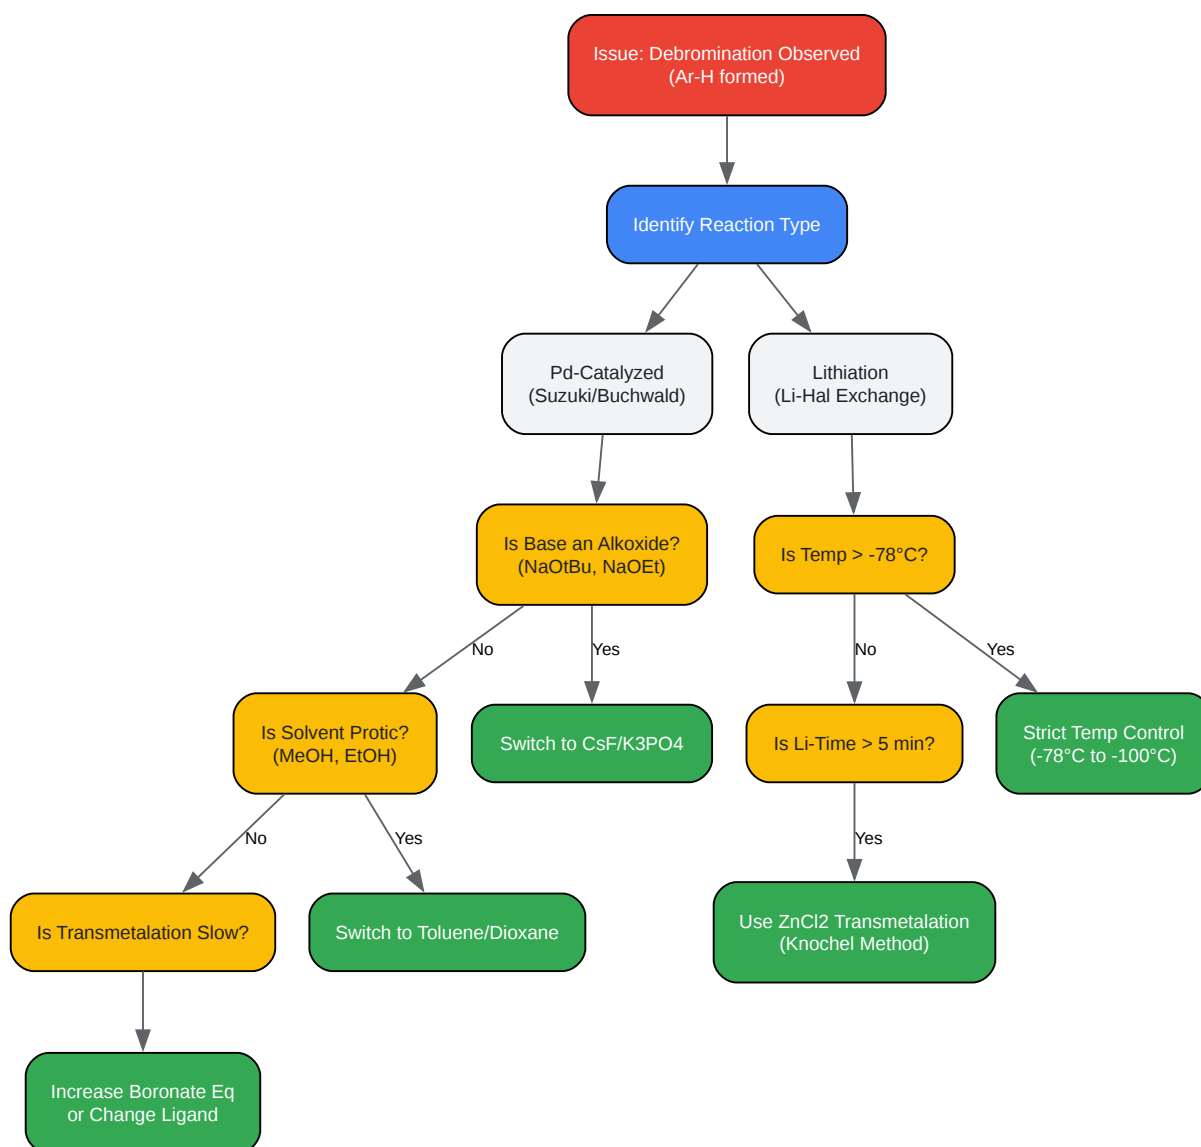 Issue: Debromination Observed
(Ar-H formed)
Identify Reaction Type
Pd-Catalyzed
(Suzuki/Buchwald)
Lithiation
(Li-Hal Exchange)
Is Base an Alkoxide?
(NaOtBu, NaOEt)
Is Temp > -78°C?
No
Yes
No
Yes
Is Solvent Protic?
(MeOH, EtOH)
Switch to CsF/K3PO4
Is Li-Time > 5 min?
Strict Temp Control
(-78°C to -100°C)
No
Yes
Yes
Is Transmetalation Slow?
Switch to Toluene/Dioxane
Use ZnCl2 Transmetalation
(Knochel Method)
Increase Boronate Eq
or Change Ligand